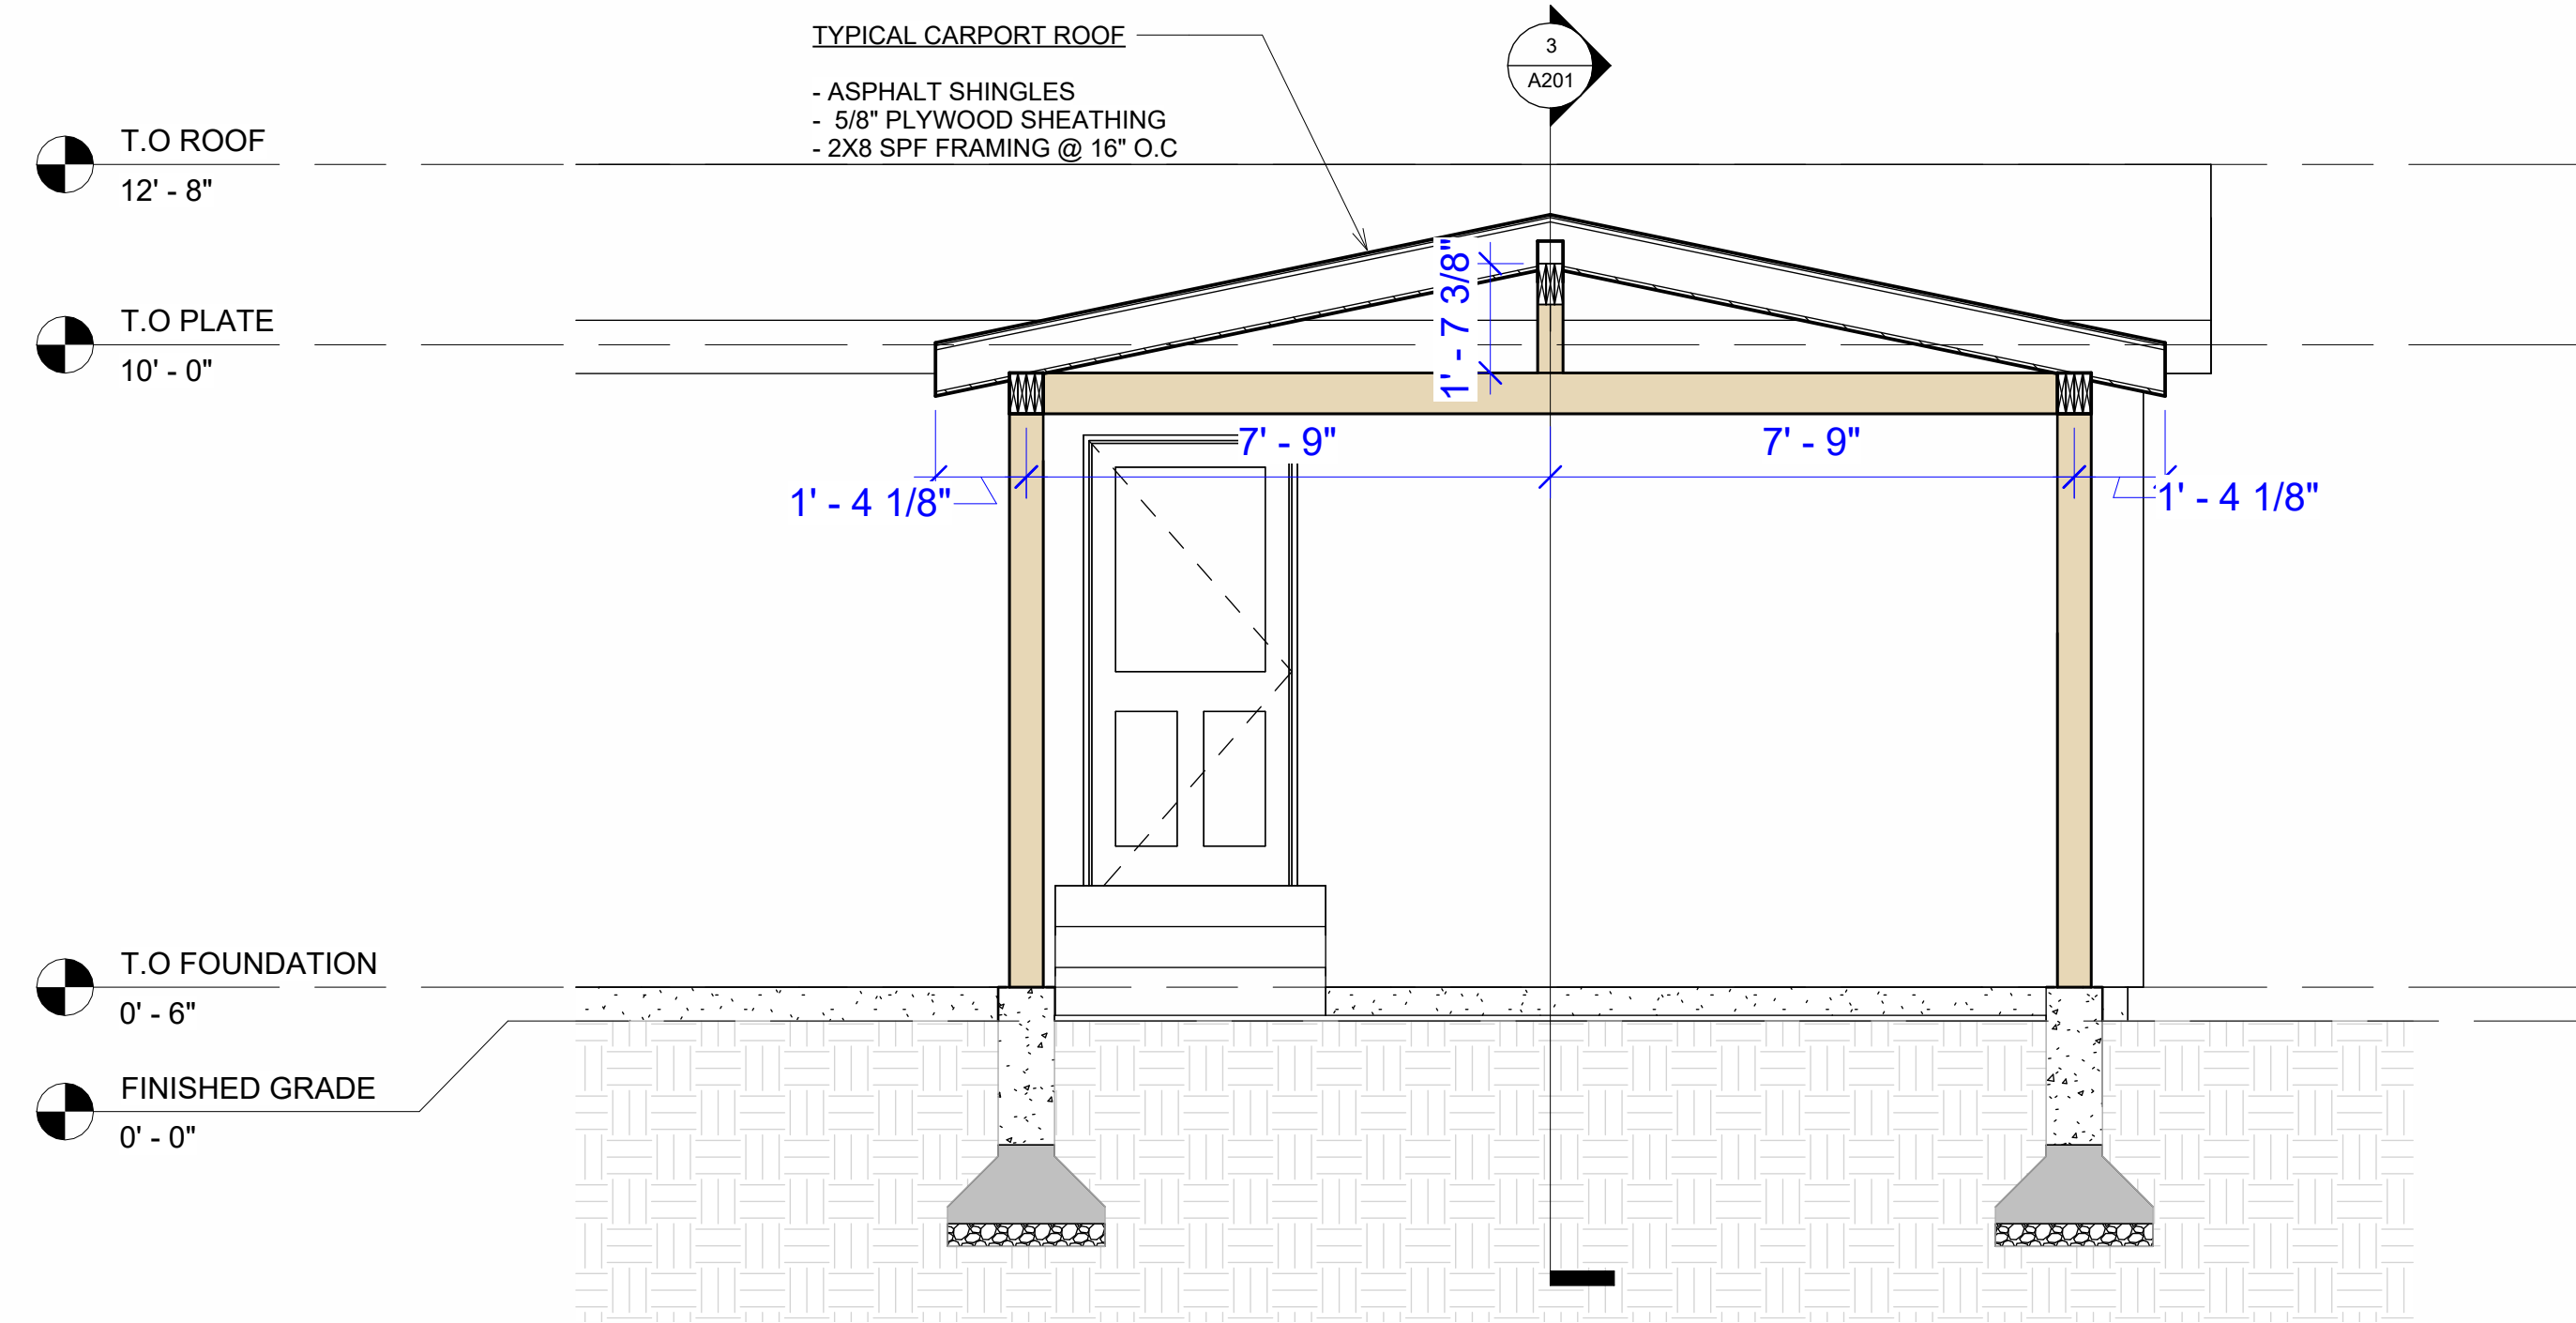 TYPICAL CARPORT ROOF
- ASPHALT SHINGLES
- 5/8" PLYWOOD SHEATHING
- 2X8 SPF FRAMING @ 16" O.C
3
A201
T.O ROOF
12' - 8"
T.O PLATE
10' - 0"
1' - 7 3/8"
7' - 9"
7' - 9"
1' - 4 1/8"
1' - 4 1/8"
T.O FOUNDATION
0' - 6"
FINISHED GRADE
0' - 0"